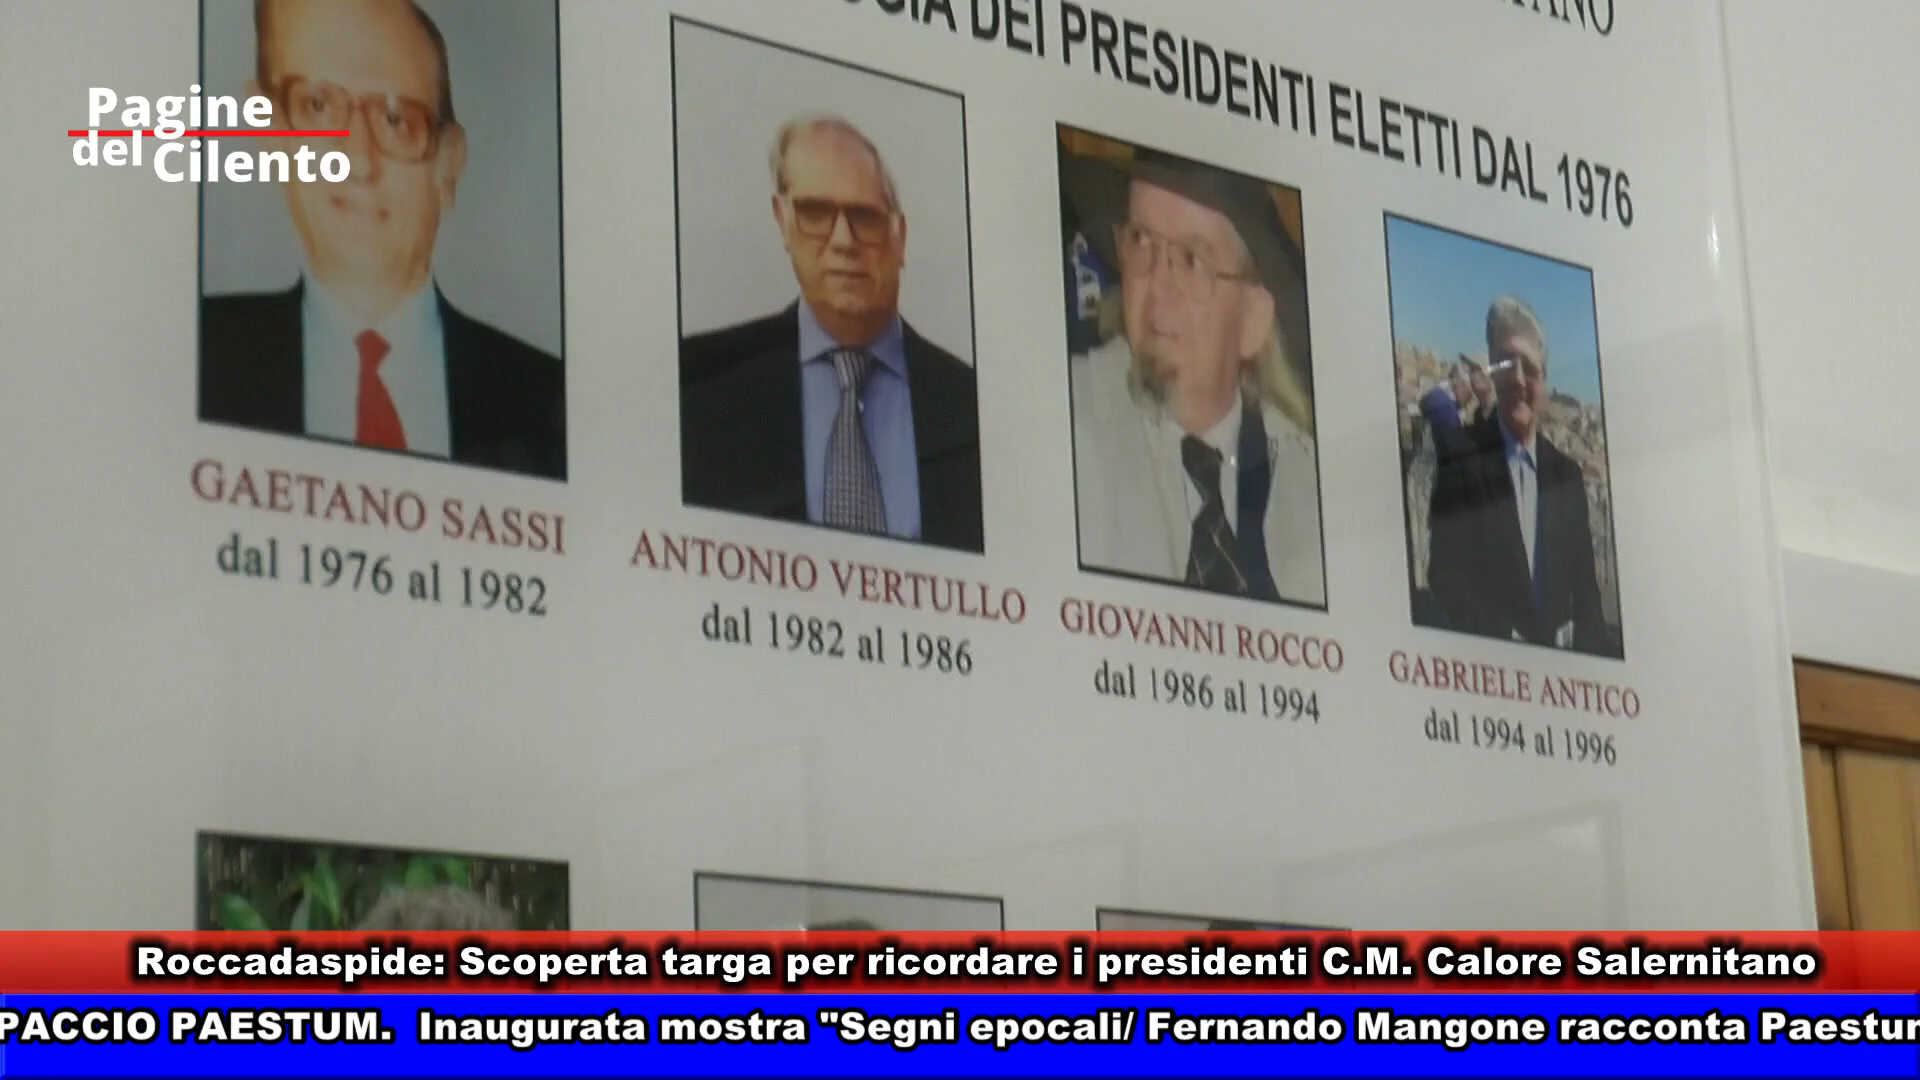 Pagine
del Cilento
DEI PRESIDENTI ELETTI DAL 1976
GAETANO SASSI
dal 1976 al 1982
ANTONIO VERTULLO
dal 1982 al 1986
GIOVANNI ROCCO
dal 1986 al 1994
GABRIELE ANTICO
dal 1994 al 1996
Roccadaspide: Scoperta targa per ricordare i presidenti C.M. Calore Salernitano
PACCIO PAESTUM. Inaugurata mostra "Segni epocali/ Fernando Mangone racconta Paestu